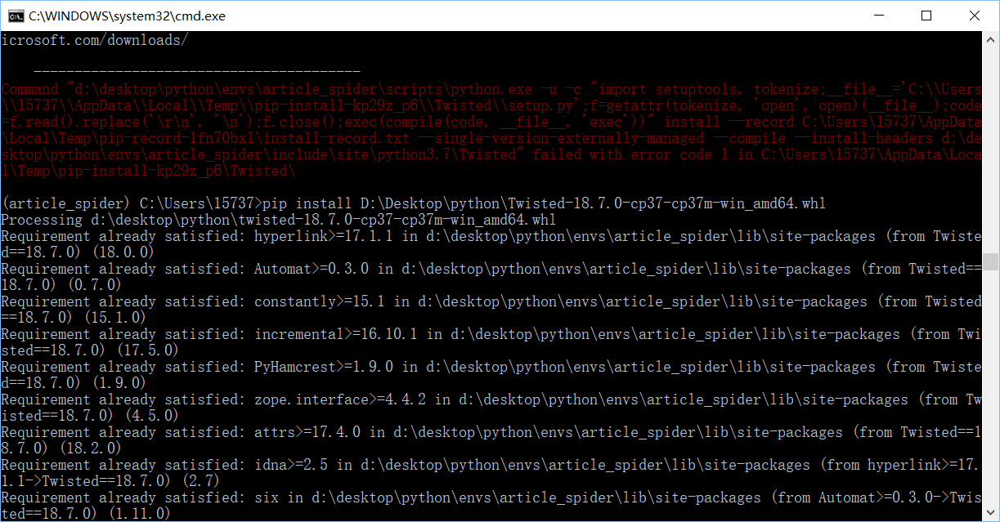 C:\WINDOWS\system32\cmd.exe
icrosoft.com/downloads/
----------------------------------------
Command "d:\desktop\python\envs\article_spider\scripts\python.exe -u -c "import setuptools, tokenize;__file__='C:\\Users
\\15737\\AppData\\Local\\Temp\\pip-install-kp29z_p6\\Twisted\\setup.py';f=getattr(tokenize, 'open', open)(__file__);code
=f.read().replace('\r\n', '\n');f.close();exec(compile(code, __file__, 'exec'))" install --record C:\Users\15737\AppData
\Local\Temp\pip-record-lfn70bxl\install-record.txt --single-version-externally-managed --compile --install-headers d:\de
sktop\python\envs\article_spider\include\site\python3.7\Twisted" failed with error code 1 in C:\Users\15737\AppData\Loca
l\Temp\pip-install-kp29z_p6\Twisted\
(article_spider) C:\Users\15737>pip install D:\Desktop\python\Twisted-18.7.0-cp37-cp37m-win_amd64.whl
Processing d:\desktop\python\twisted-18.7.0-cp37-cp37m-win_amd64.whl
Requirement already satisfied: hyperlink>=17.1.1 in d:\desktop\python\envs\article_spider\lib\site-packages (from Twiste
d==18.7.0) (18.0.0)
Requirement already satisfied: Automat>=0.3.0 in d:\desktop\python\envs\article_spider\lib\site-packages (from Twisted==
18.7.0) (0.7.0)
Requirement already satisfied: constantly>=15.1 in d:\desktop\python\envs\article_spider\lib\site-packages (from Twisted
==18.7.0) (15.1.0)
Requirement already satisfied: incremental>=16.10.1 in d:\desktop\python\envs\article_spider\lib\site-packages (from Twi
sted==18.7.0) (17.5.0)
Requirement already satisfied: PyHamcrest>=1.9.0 in d:\desktop\python\envs\article_spider\lib\site-packages (from Twiste
d==18.7.0) (1.9.0)
Requirement already satisfied: zope.interface>=4.4.2 in d:\desktop\python\envs\article_spider\lib\site-packages (from Tw
isted==18.7.0) (4.5.0)
Requirement already satisfied: attrs>=17.4.0 in d:\desktop\python\envs\article_spider\lib\site-packages (from Twisted==1
8.7.0) (18.2.0)
Requirement already satisfied: idna>=2.5 in d:\desktop\python\envs\article_spider\lib\site-packages (from hyperlink>=17.
1.1->Twisted==18.7.0) (2.7)
Requirement already satisfied: six in d:\desktop\python\envs\article_spider\lib\site-packages (from Automat>=0.3.0->Twis
ted==18.7.0) (1.11.0)